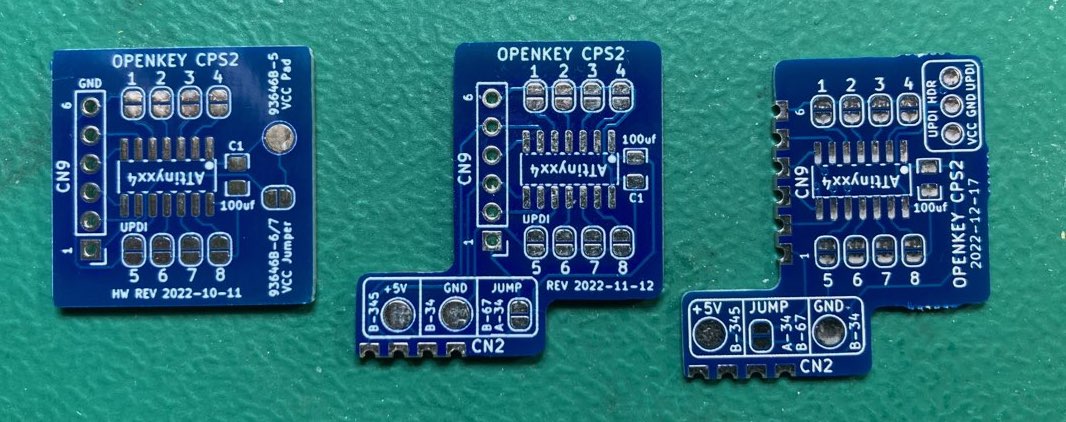 OPENKEY CPS2
GND
1 2 3 4
6
93646B-5
VCC Pad
CN9
ATtinyxx4
C1
100uf
UPDI
1
5 6 7 8
93646B-6/7
VCC Jumper
HW REV 2022-10-11
OPENKEY CPS2
1 2 3 4
6
CN9
ATtinyxx4
100uf
C1
UPDI
1
5 6 7 8
REV 2022-11-12
+5V
B-345
GND
B-34
JUMP
B-67
A-34
CN2
1 2 3 4
6
UPDI HDR
VCC GND UPDI
CN9
ATtinyxx4
100uf
1
5 6 7 8
OPENKEY CPS2
2022-12-17
+5V
B-345
JUMP
A-34
B-67
GND
B-34
CN2